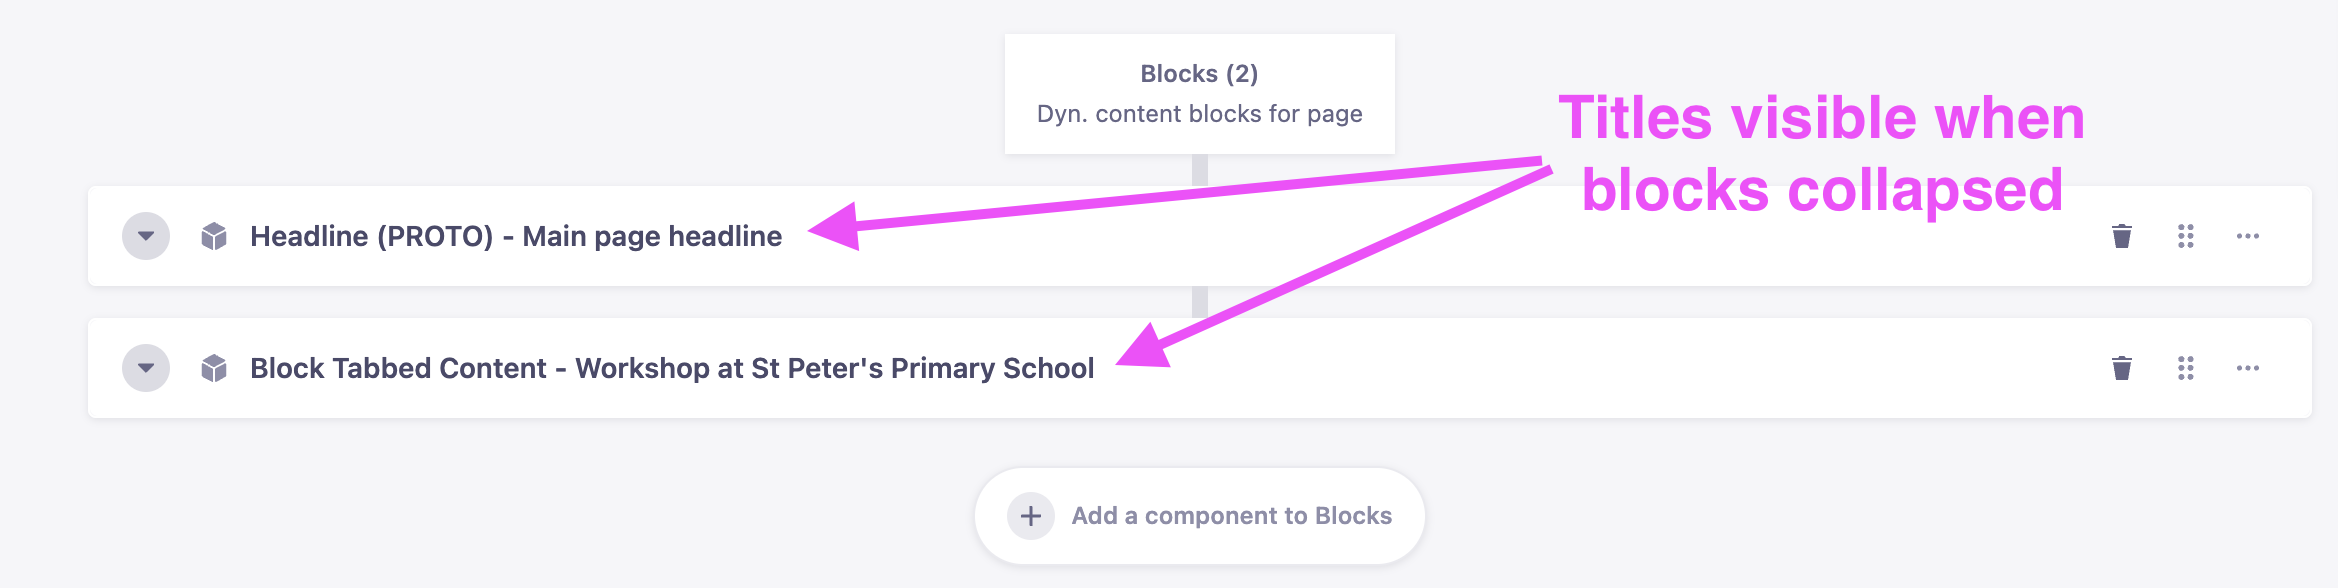 Blocks (2)
Dyn. content blocks for page
Titles visible when
blocks collapsed
Headline (PROTO) - Main page headline
Block Tabbed Content - Workshop at St Peter's Primary School
Add a component to Blocks